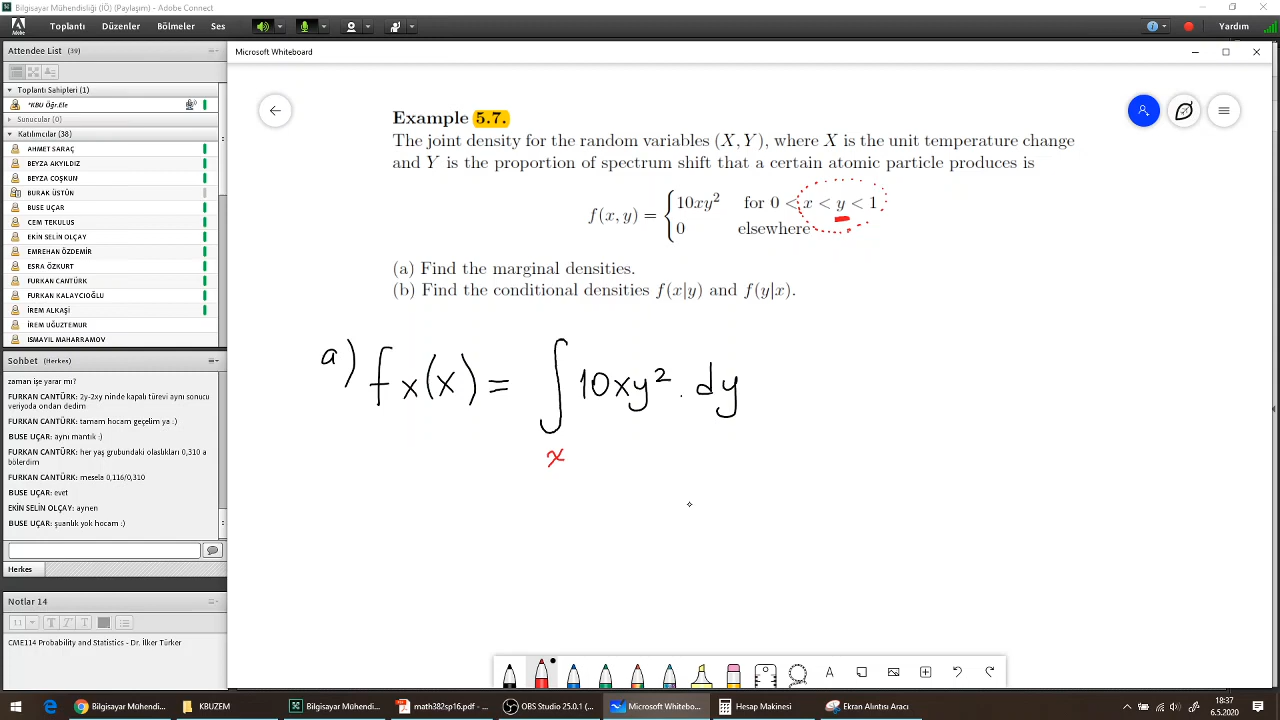 Bilgisayar Mühendisliği (İÖ) (Paylaşım) - Adobe Connect
Adobe
Toplantı Düzenler Bölmeler Ses Yardım
Attendee List (39)
Toplantı Sahipleri (1)
*KBU Öğr.Ele
Sunucular (0)
Katılımcılar (38)
AHMET SARAÇ
BEYZA AKYILDIZ
BEYZA COŞKUN
BURAK ÜSTÜN
BUSE UÇAR
CEM TEKULUS
EKİN SELİN OLÇAY
EMREHAN ÖZDEMİR
ESRA ÖZKURT
FURKAN CANTÜRK
FURKAN KALAYCIOĞLU
İREM ALKAŞİ
İREM UĞUZTEMUR
ISMAYIL MAHARRAMOV
Sohbet (Herkes)
zaman işe yarar mı?
FURKAN CANTÜRK: 2y-2xy ninde kapalı türevi aynı sonucu
veriyoda ondan dedim
FURKAN CANTÜRK: tamam hocam geçelim ya :)
BUSE UÇAR: aynı mantık :)
FURKAN CANTÜRK: her yaş grubundaki olaslıkları 0,310 a
bölerdim
FURKAN CANTÜRK: mesela 0,116/0,310
BUSE UÇAR: evet
EKİN SELİN OLÇAY: aynen
BUSE UÇAR: şuanlık yok hocam :)
Herkes
Notlar 14
11
CME114 Probability and Statistics - Dr. İlker Türker
Microsoft Whiteboard
Example 5.7.
The joint density for the random variables (X, Y), where X is the unit temperature change
and Y is the proportion of spectrum shift that a certain atomic particle produces is
f(x, y) = { 10xy² for 0 < x < y < 1
0 elsewhere
(a) Find the marginal densities.
(b) Find the conditional densities f(x|y) and f(y|x).
a) fx(x) = ∫ 10xy² . dy
x
Bilgisayar Mühendi... KRUZEM Bilgisayar Mühendi... math382sp16.pdf - ... OBS Studio 25.0.1 (... Microsoft Whitebo... Hesap Makinesi Ekran Alıntısı Aracı
18:37
6.5.2020